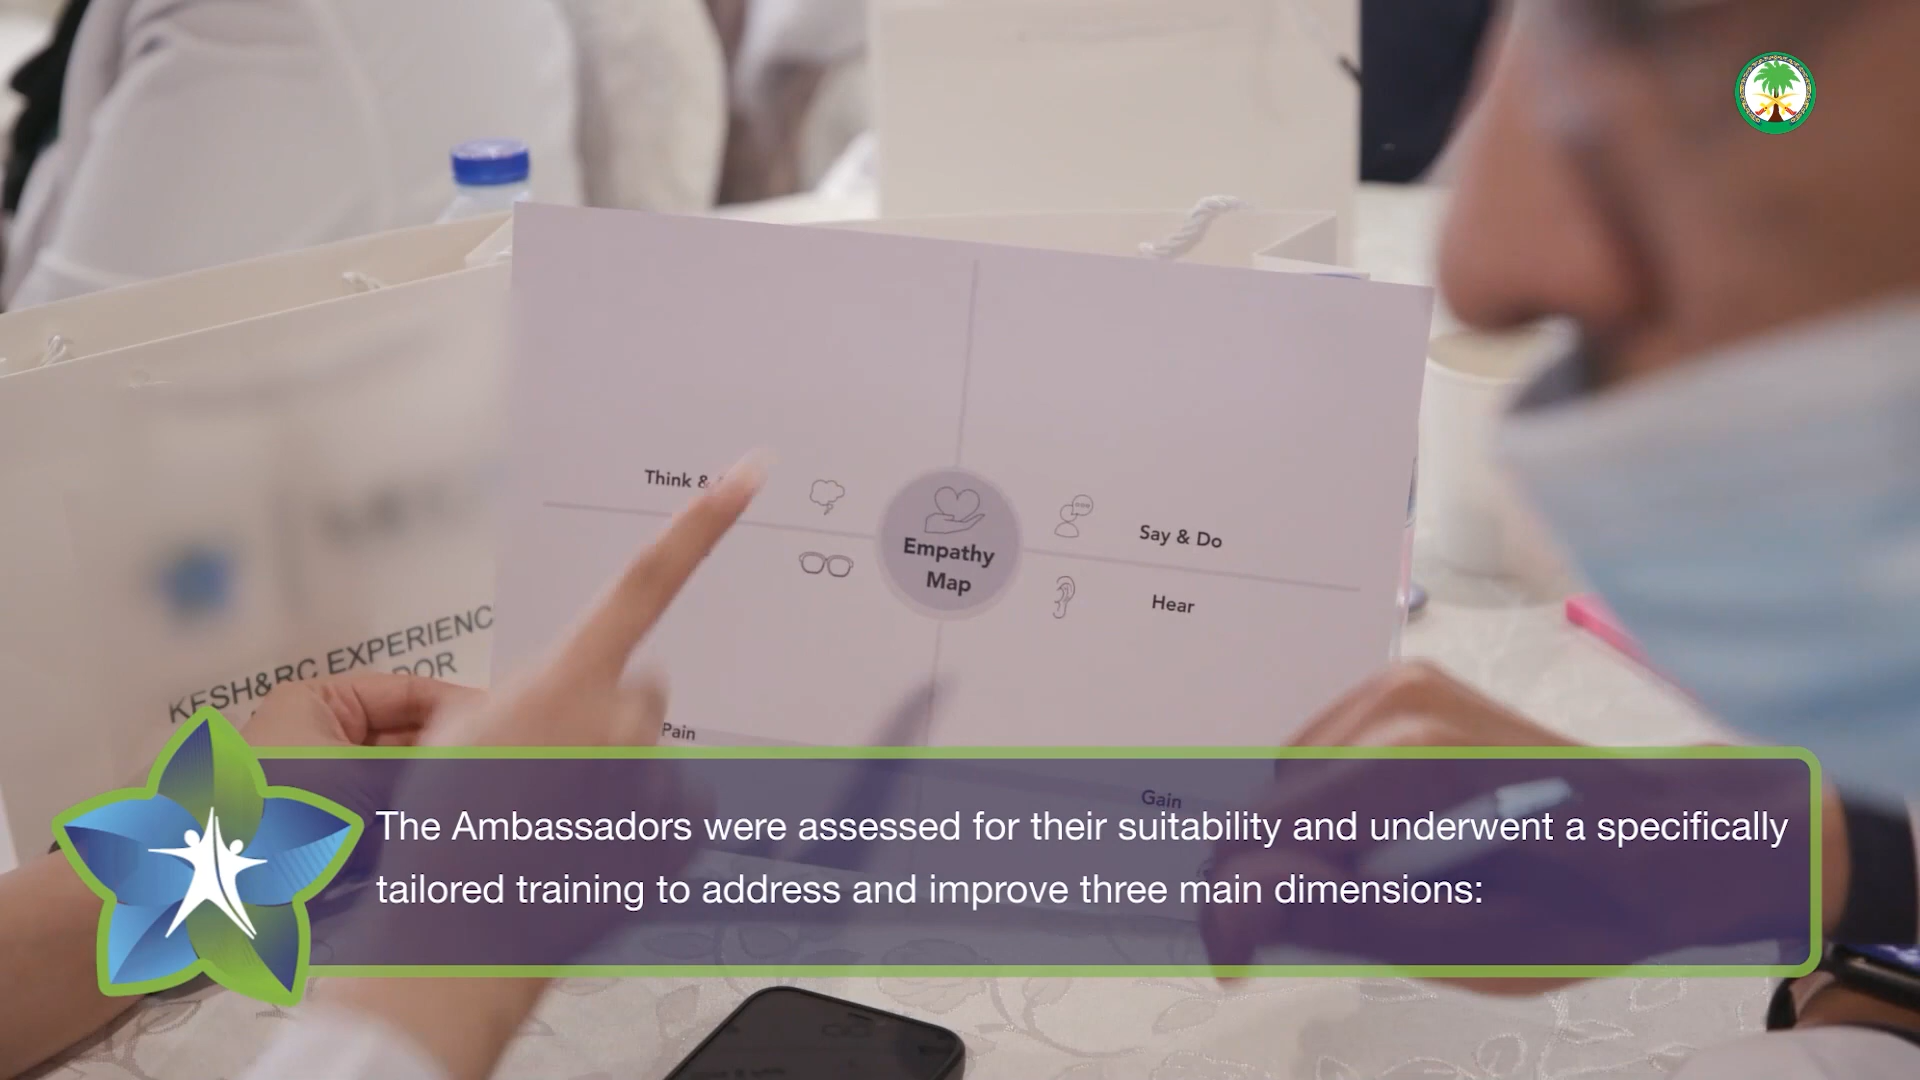 Think &
Say & Do
Empathy
Map
Hear
KFSH&RC EXPERIENC
DOR
Pain
Gain
The Ambassadors were assessed for their suitability and underwent a specifically
tailored training to address and improve three main dimensions: